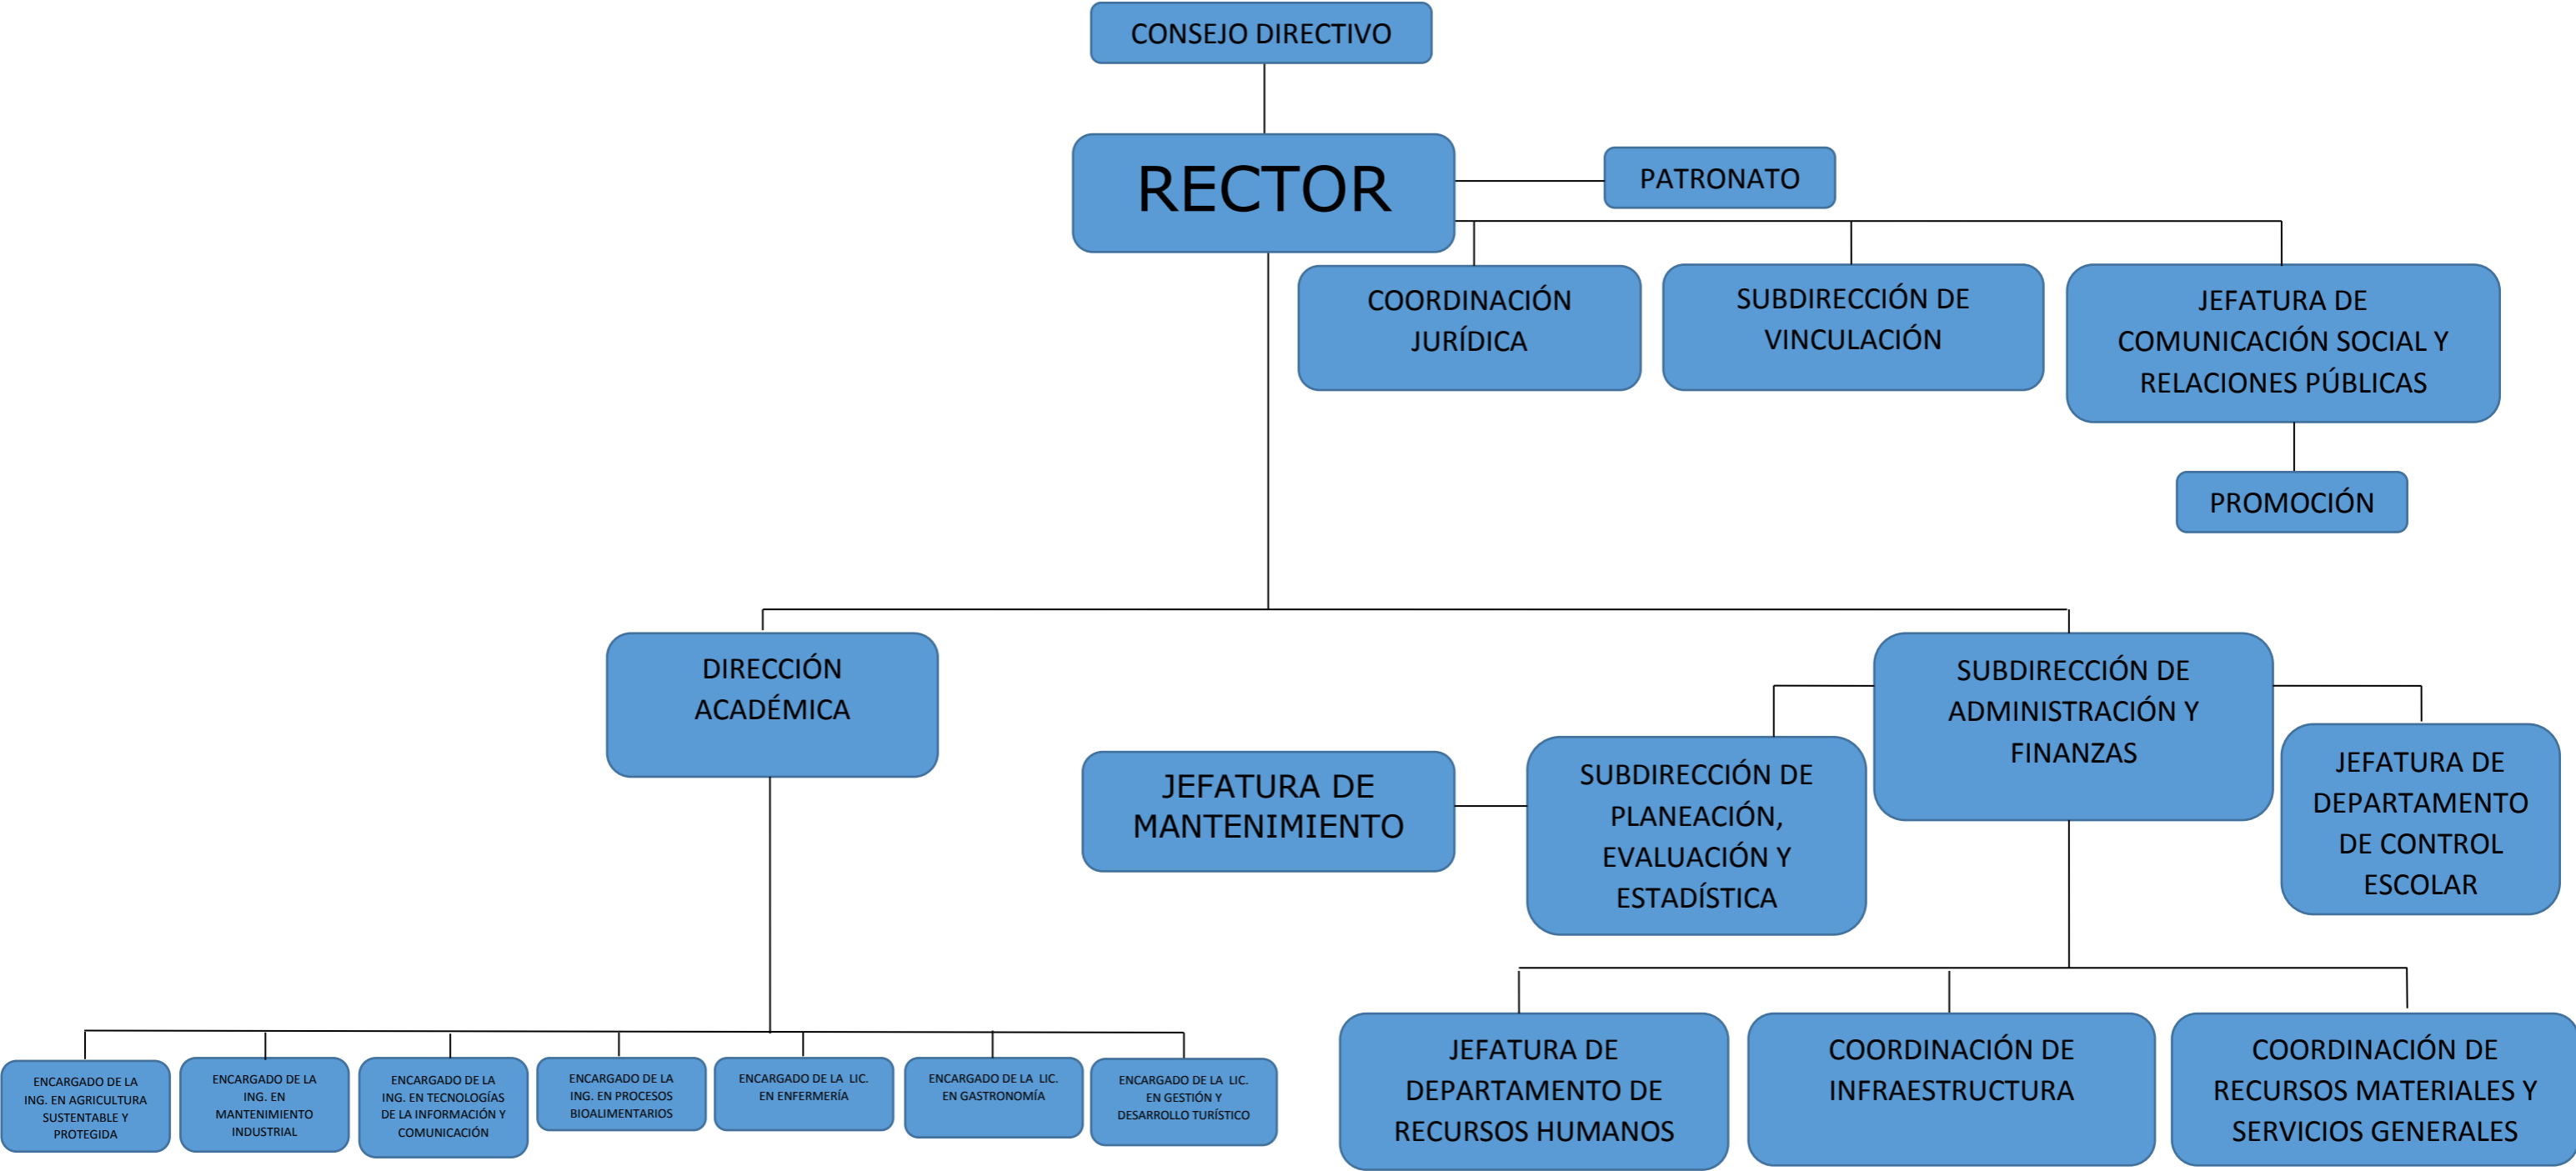 CONSEJO DIRECTIVO
RECTOR
PATRONATO
COORDINACIÓN
JURÍDICA
SUBDIRECCIÓN DE
VINCULACIÓN
JEFATURA DE
COMUNICACIÓN SOCIAL Y
RELACIONES PÚBLICAS
PROMOCIÓN
DIRECCIÓN
ACADÉMICA
SUBDIRECCIÓN DE
ADMINISTRACIÓN Y
FINANZAS
JEFATURA DE
MANTENIMIENTO
SUBDIRECCIÓN DE
PLANEACIÓN,
EVALUACIÓN Y
ESTADÍSTICA
JEFATURA DE
DEPARTAMENTO
DE CONTROL
ESCOLAR
ENCARGADO DE LA
ING. EN AGRICULTURA
SUSTENTABLE Y
PROTEGIDA
ENCARGADO DE LA
ING. EN
MANTENIMIENTO
INDUSTRIAL
ENCARGADO DE LA
ING. EN TECNOLOGÍAS
DE LA INFORMACIÓN Y
COMUNICACIÓN
ENCARGADO DE LA
ING. EN PROCESOS
BIOALIMENTARIOS
ENCARGADO DE LA LIC.
EN ENFERMERÍA
ENCARGADO DE LA LIC.
EN GASTRONOMÍA
ENCARGADO DE LA LIC.
EN GESTIÓN Y
DESARROLLO TURÍSTICO
JEFATURA DE
DEPARTAMENTO DE
RECURSOS HUMANOS
COORDINACIÓN DE
INFRAESTRUCTURA
COORDINACIÓN DE
RECURSOS MATERIALES Y
SERVICIOS GENERALES